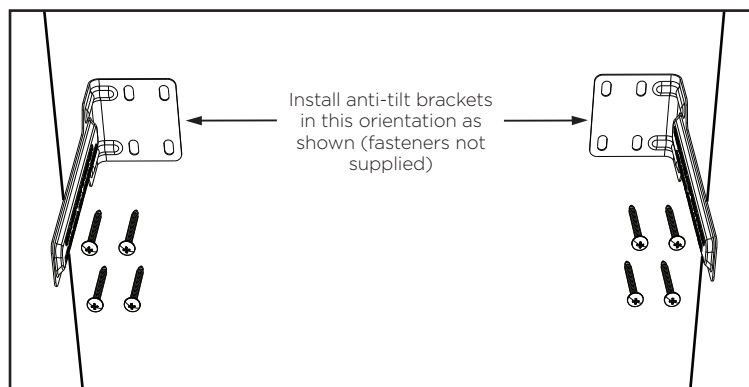 Install anti-tilt brackets
in this orientation as
shown (fasteners not
supplied)